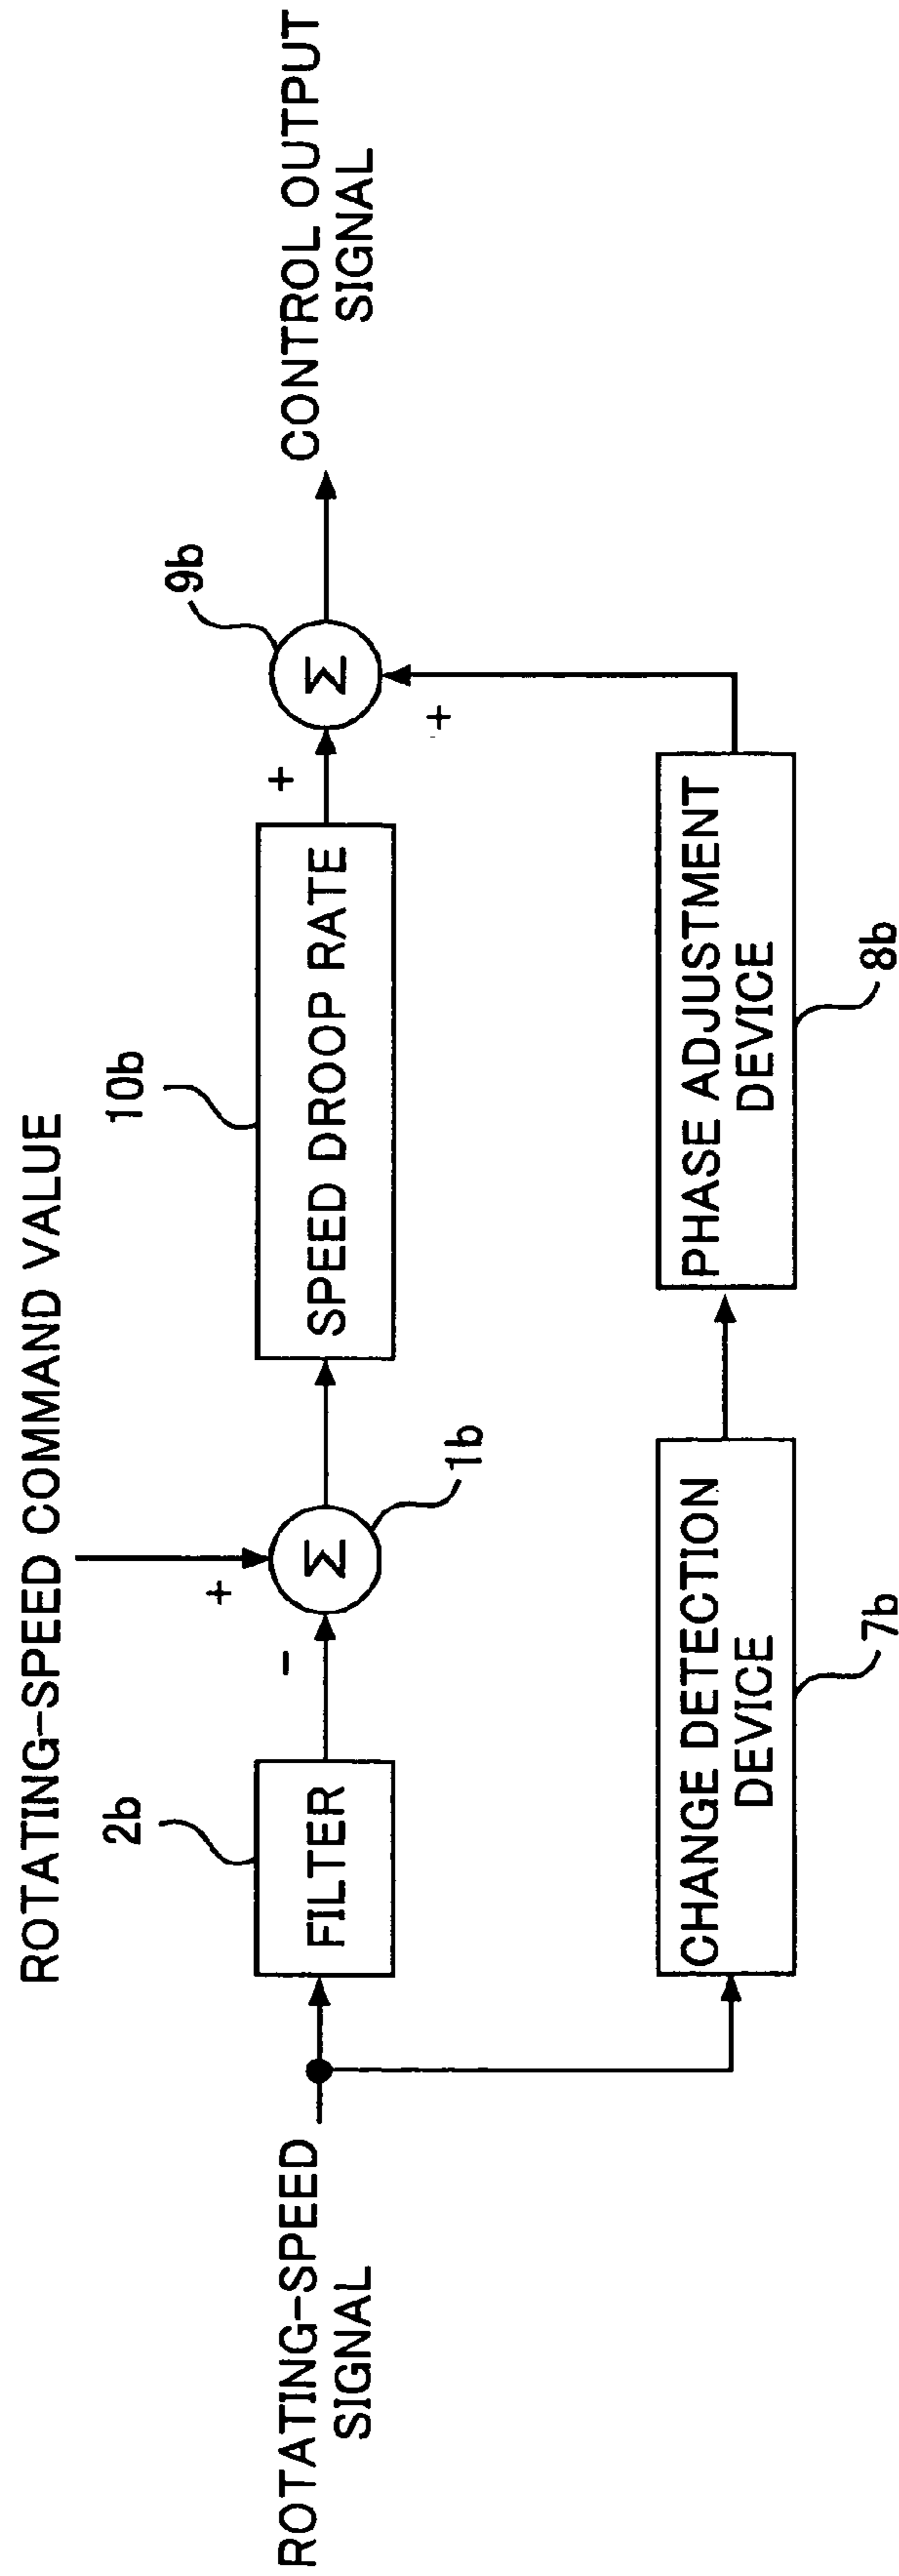 ROTATING-SPEED COMMAND VALUE
2b
10b
9b
ROTATING-SPEED
SIGNAL
FILTER
−
+
Σ
1b
SPEED DROOP RATE
+
Σ
+
CONTROL OUTPUT
SIGNAL
CHANGE DETECTION
DEVICE
7b
PHASE ADJUSTMENT
DEVICE
8b